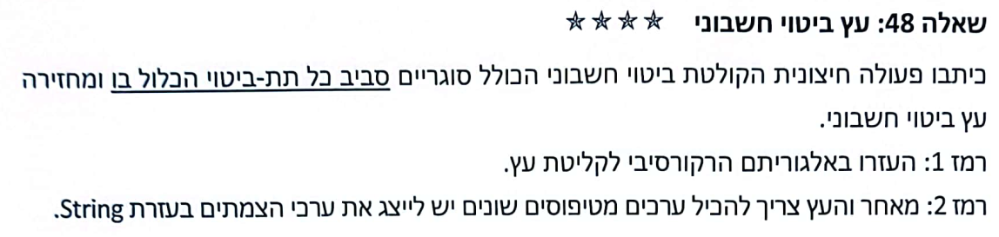 שאלה 48: עץ ביטוי חשבוני ☆ ☆ ☆ ☆
כיתבו פעולה חיצונית הקולטת ביטוי חשבוני הכולל סוגריים סביב כל תת-ביטוי הכלול בו ומחזירה
עץ ביטוי חשבוני.
רמז 1: העזרו באלגוריתם הרקורסיבי לקליטת עץ.
רמז 2: מאחר והעץ צריך להכיל ערכים מטיפוסים שונים יש לייצג את ערכי הצמתים בעזרת String.